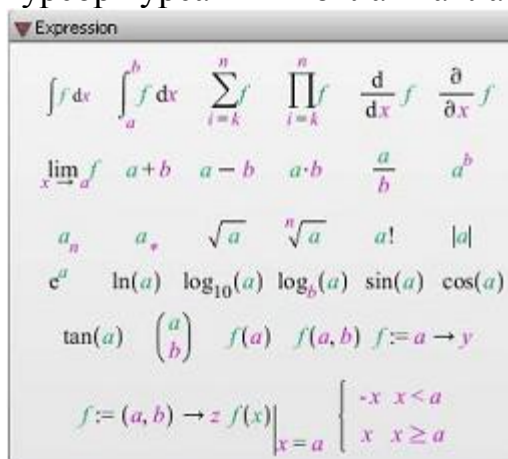 Expression
∫f dx ∫_a^b f dx ∑_{i=k}^n f ∏_{i=k}^n f d/dx f ∂/∂x f
lim_{x→a} f a+b a−b a·b a/b a^b
a_n a_* √a ⁿ√a a! |a|
e^a ln(a) log_10(a) log_b(a) sin(a) cos(a)
tan(a) (a b) f(a) f(a,b) f:=a→y
f:=(a,b)→z f(x)|_{x=a} { -x x<a
x x≥a